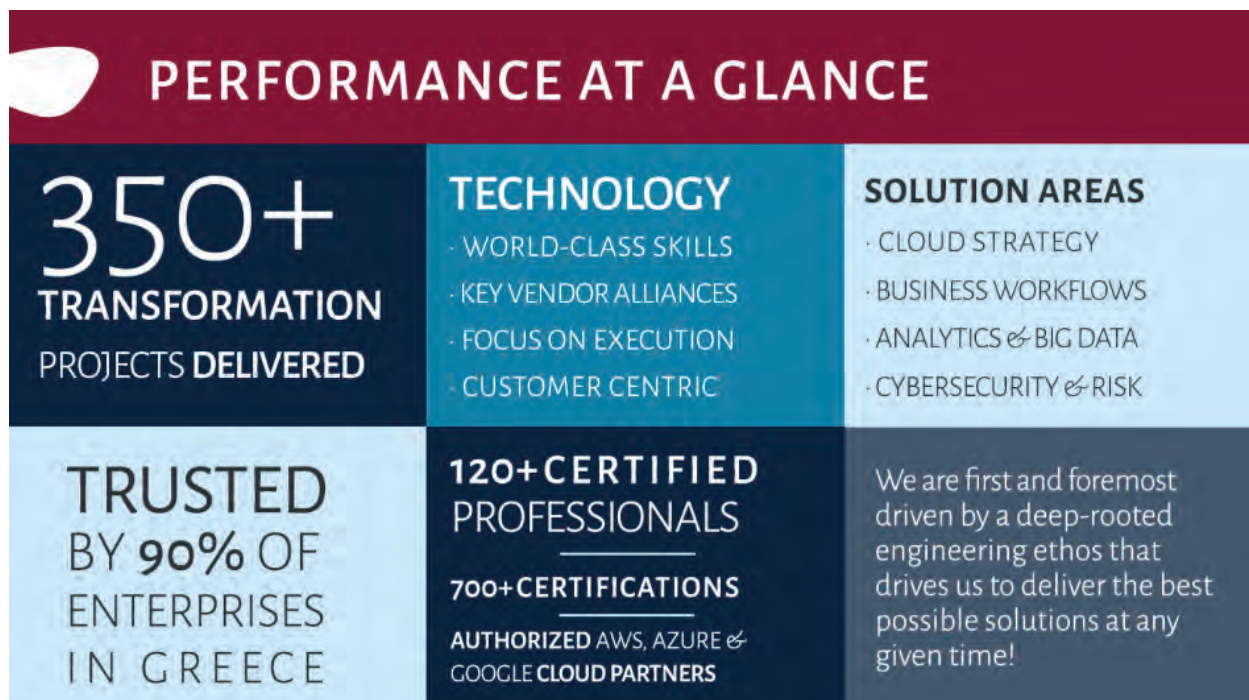 PERFORMANCE AT A GLANCE
350+
TRANSFORMATION
PROJECTS DELIVERED
TECHNOLOGY
· WORLD-CLASS SKILLS
· KEY VENDOR ALLIANCES
· FOCUS ON EXECUTION
· CUSTOMER CENTRIC
SOLUTION AREAS
· CLOUD STRATEGY
· BUSINESS WORKFLOWS
· ANALYTICS & BIG DATA
· CYBERSECURITY & RISK
TRUSTED
BY 90% OF
ENTERPRISES
IN GREECE
120+CERTIFIED
PROFESSIONALS
700+CERTIFICATIONS
AUTHORIZED AWS, AZURE &
GOOGLE CLOUD PARTNERS
We are first and foremost
driven by a deep-rooted
engineering ethos that
drives us to deliver the best
possible solutions at any
given time!